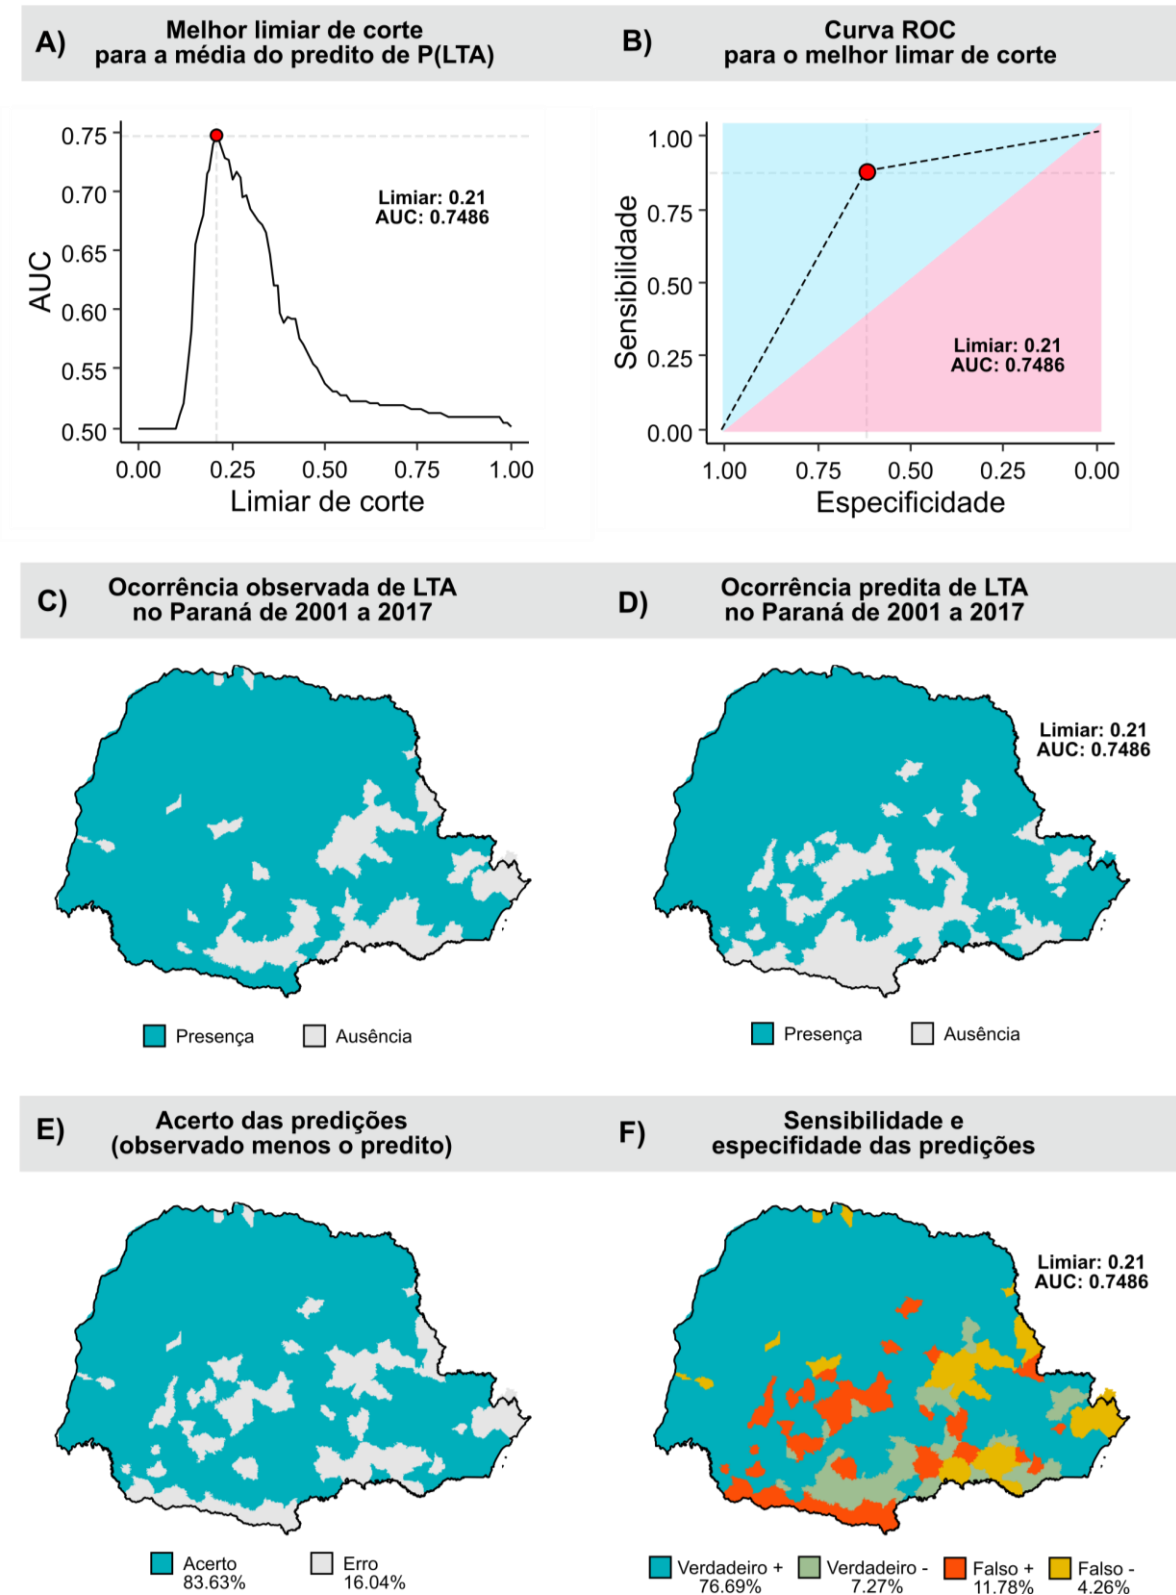 A)
Melhor limiar de corte
para a média do predito de P(LTA)
B)
Curva ROC
para o melhor limar de corte
0.75
0.70
0.65
0.60
0.55
0.50
AUC
Limiar: 0.21
AUC: 0.7486
0.00
0.25
0.50
0.75
1.00
Limiar de corte
1.00
0.75
0.50
0.25
0.00
Sensibilidade
Limiar: 0.21
AUC: 0.7486
1.00
0.75
0.50
0.25
0.00
Especificidade
C)
Ocorrência observada de LTA
no Paraná de 2001 a 2017
D)
Ocorrência predita de LTA
no Paraná de 2001 a 2017
Presença
Ausência
Limiar: 0.21
AUC: 0.7486
Presença
Ausência
E)
Acerto das predições
(observado menos o predito)
F)
Sensibilidade e
especifidade das predições
Acerto
83.63%
Erro
16.04%
Limiar: 0.21
AUC: 0.7486
Verdadeiro +
76.69%
Verdadeiro -
7.27%
Falso +
11.78%
Falso -
4.26%